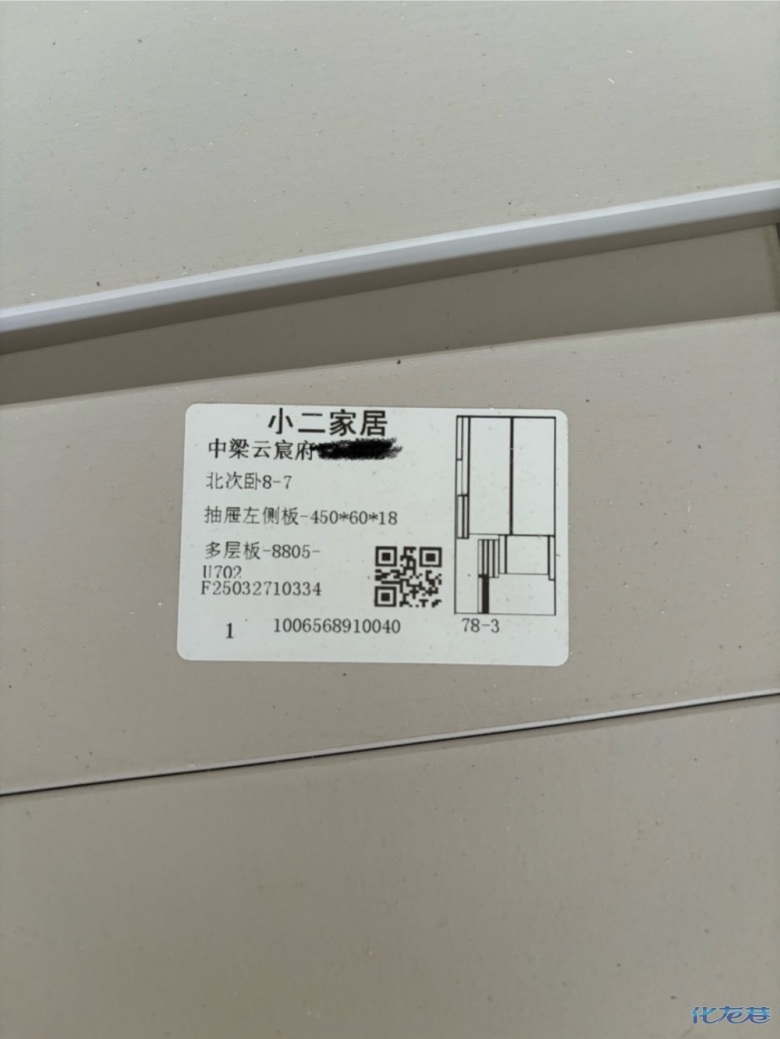 小二家居
中梁云宸府
北次卧8-7
抽屉左侧板-450*60*18
多层板-8805-
U702
F25032710334
1 1006568910040 78-3
化龙巷